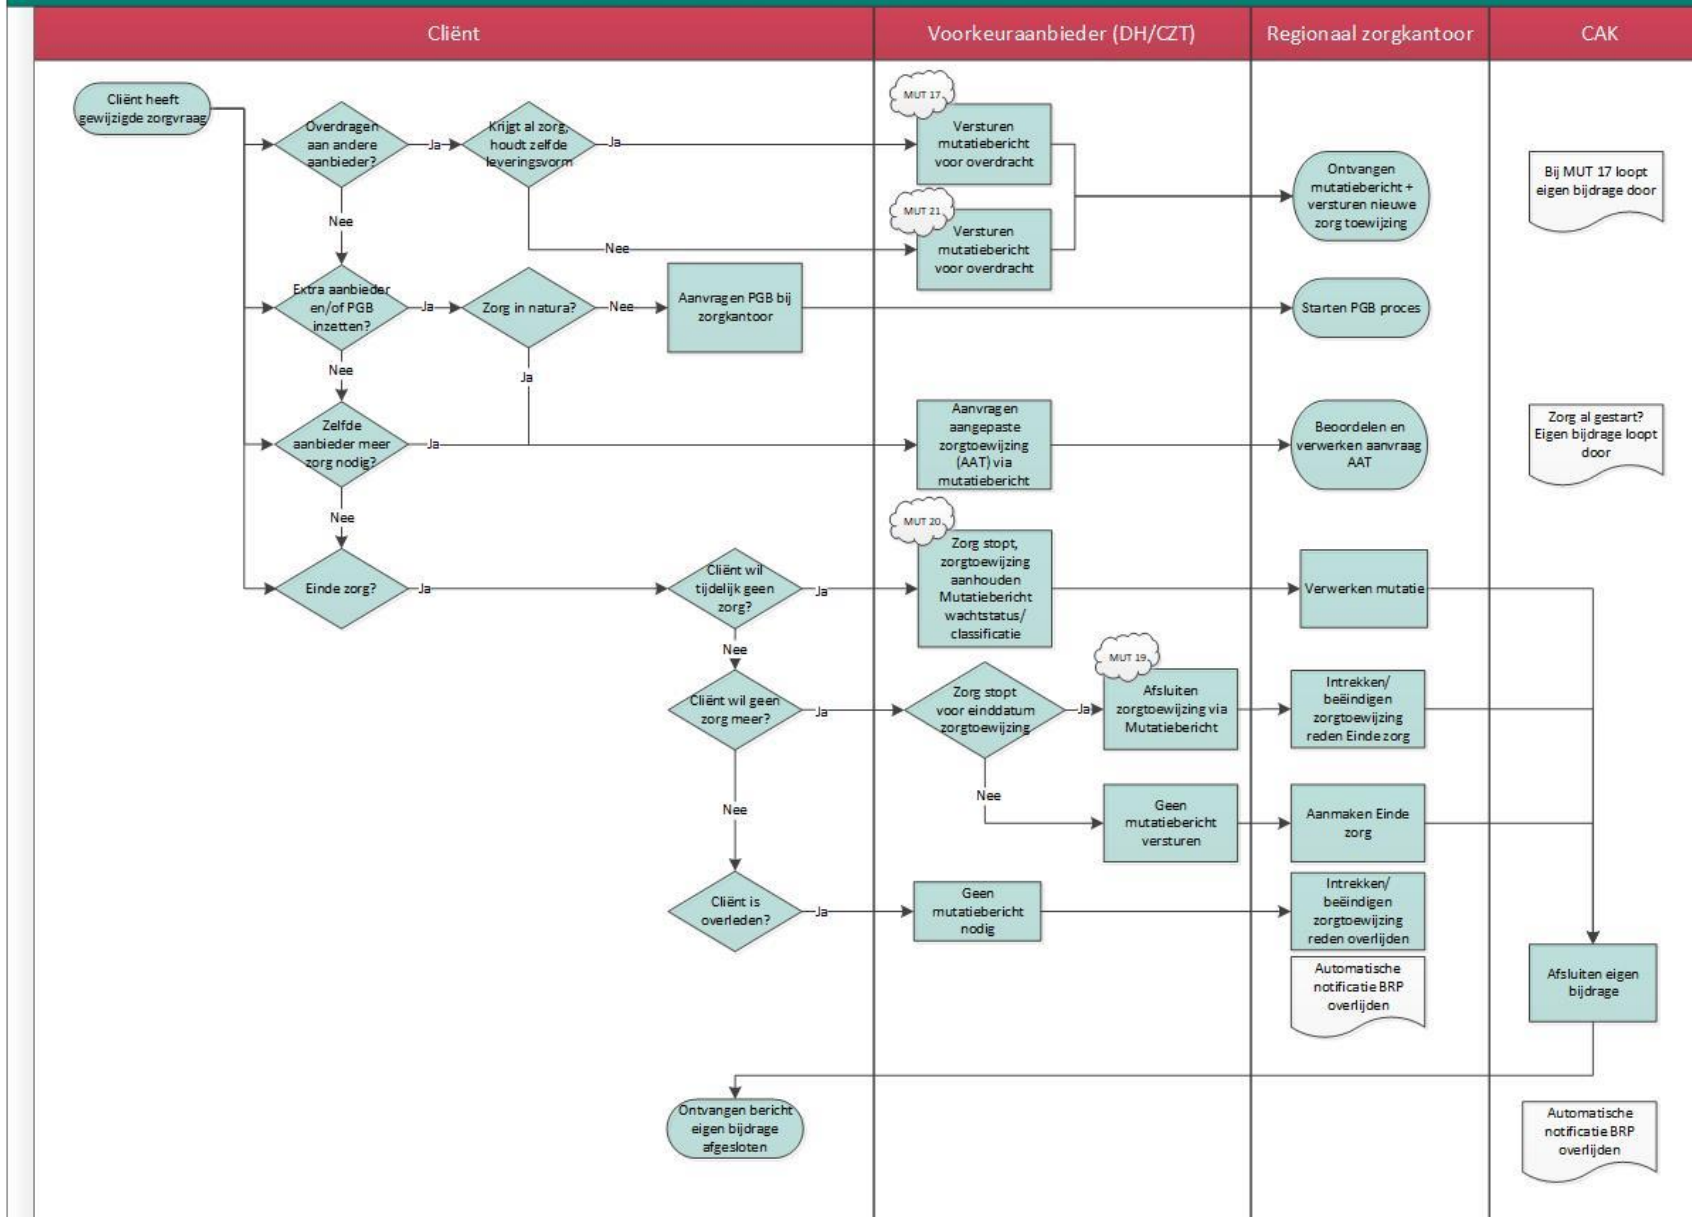 Cliënt
Voorkeuraanbieder (DH/CZT)
Regionaal zorgkantoor
CAK
Cliënt heeft
gewijzigde zorgvraag
Overdragen
aan andere
aanbieder?
Ja
Krijgt al zorg,
houdt zelfde
leveringsvorm
Ja
MUT 17
Versturen
mutatiebericht
voor overdracht
Ontvangen
mutatiebericht +
versturen nieuwe
zorg toewijzing
Bij MUT 17 loopt
eigen bijdrage door
Nee
Nee
MUT 21
Versturen
mutatiebericht
voor overdracht
Extra aanbieder
en/of PGB
inzetten?
Ja
Zorg in natura?
Nee
Aanvragen PGB bij
zorgkantoor
Starten PGB proces
Nee
Ja
Zelfde
aanbieder meer
zorg nodig?
Ja
Aanvragen
aangepaste
zorgtoewijzing
(AAT) via
mutatiebericht
Beoordelen en
verwerken aanvraag
AAT
Zorg al gestart?
Eigen bijdrage loopt
door
Nee
Einde zorg?
Ja
Cliënt wil
tijdelijk geen
zorg?
Ja
MUT 20
Zorg stopt,
zorgtoewijzing
aanhouden
Mutatiebericht
wachtstatus/
classificatie
Verwerken mutatie
Nee
Cliënt wil geen
zorg meer?
Ja
Zorg stopt
voor einddatum
zorgtoewijzing
Ja
MUT 19
Afsluiten
zorgtoewijzing via
Mutatiebericht
Intrekken/
beëindigen
zorgtoewijzing
reden Einde zorg
Nee
Nee
Geen
mutatiebericht
versturen
Aanmaken Einde
zorg
Cliënt is
overleden?
Ja
Geen
mutatiebericht
nodig
Intrekken/
beëindigen
zorgtoewijzing
reden overlijden
Automatische
notificatie BRP
overlijden
Afsluiten eigen
bijdrage
Ontvangen bericht
eigen bijdrage
afgesloten
Automatische
notificatie BRP
overlijden